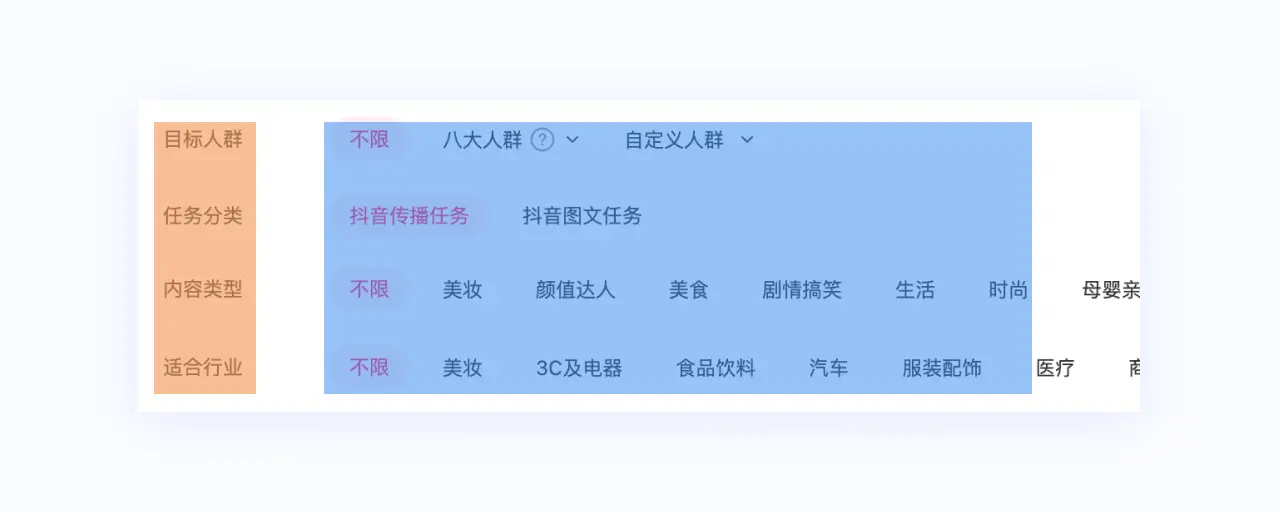 目标人群 不限 八大人群 ? 自定义人群
任务分类 抖音传播任务 抖音图文任务
内容类型 不限 美妆 颜值达人 美食 剧情搞笑 生活 时尚 母婴亲
适合行业 不限 美妆 3C及电器 食品饮料 汽车 服装配饰 医疗